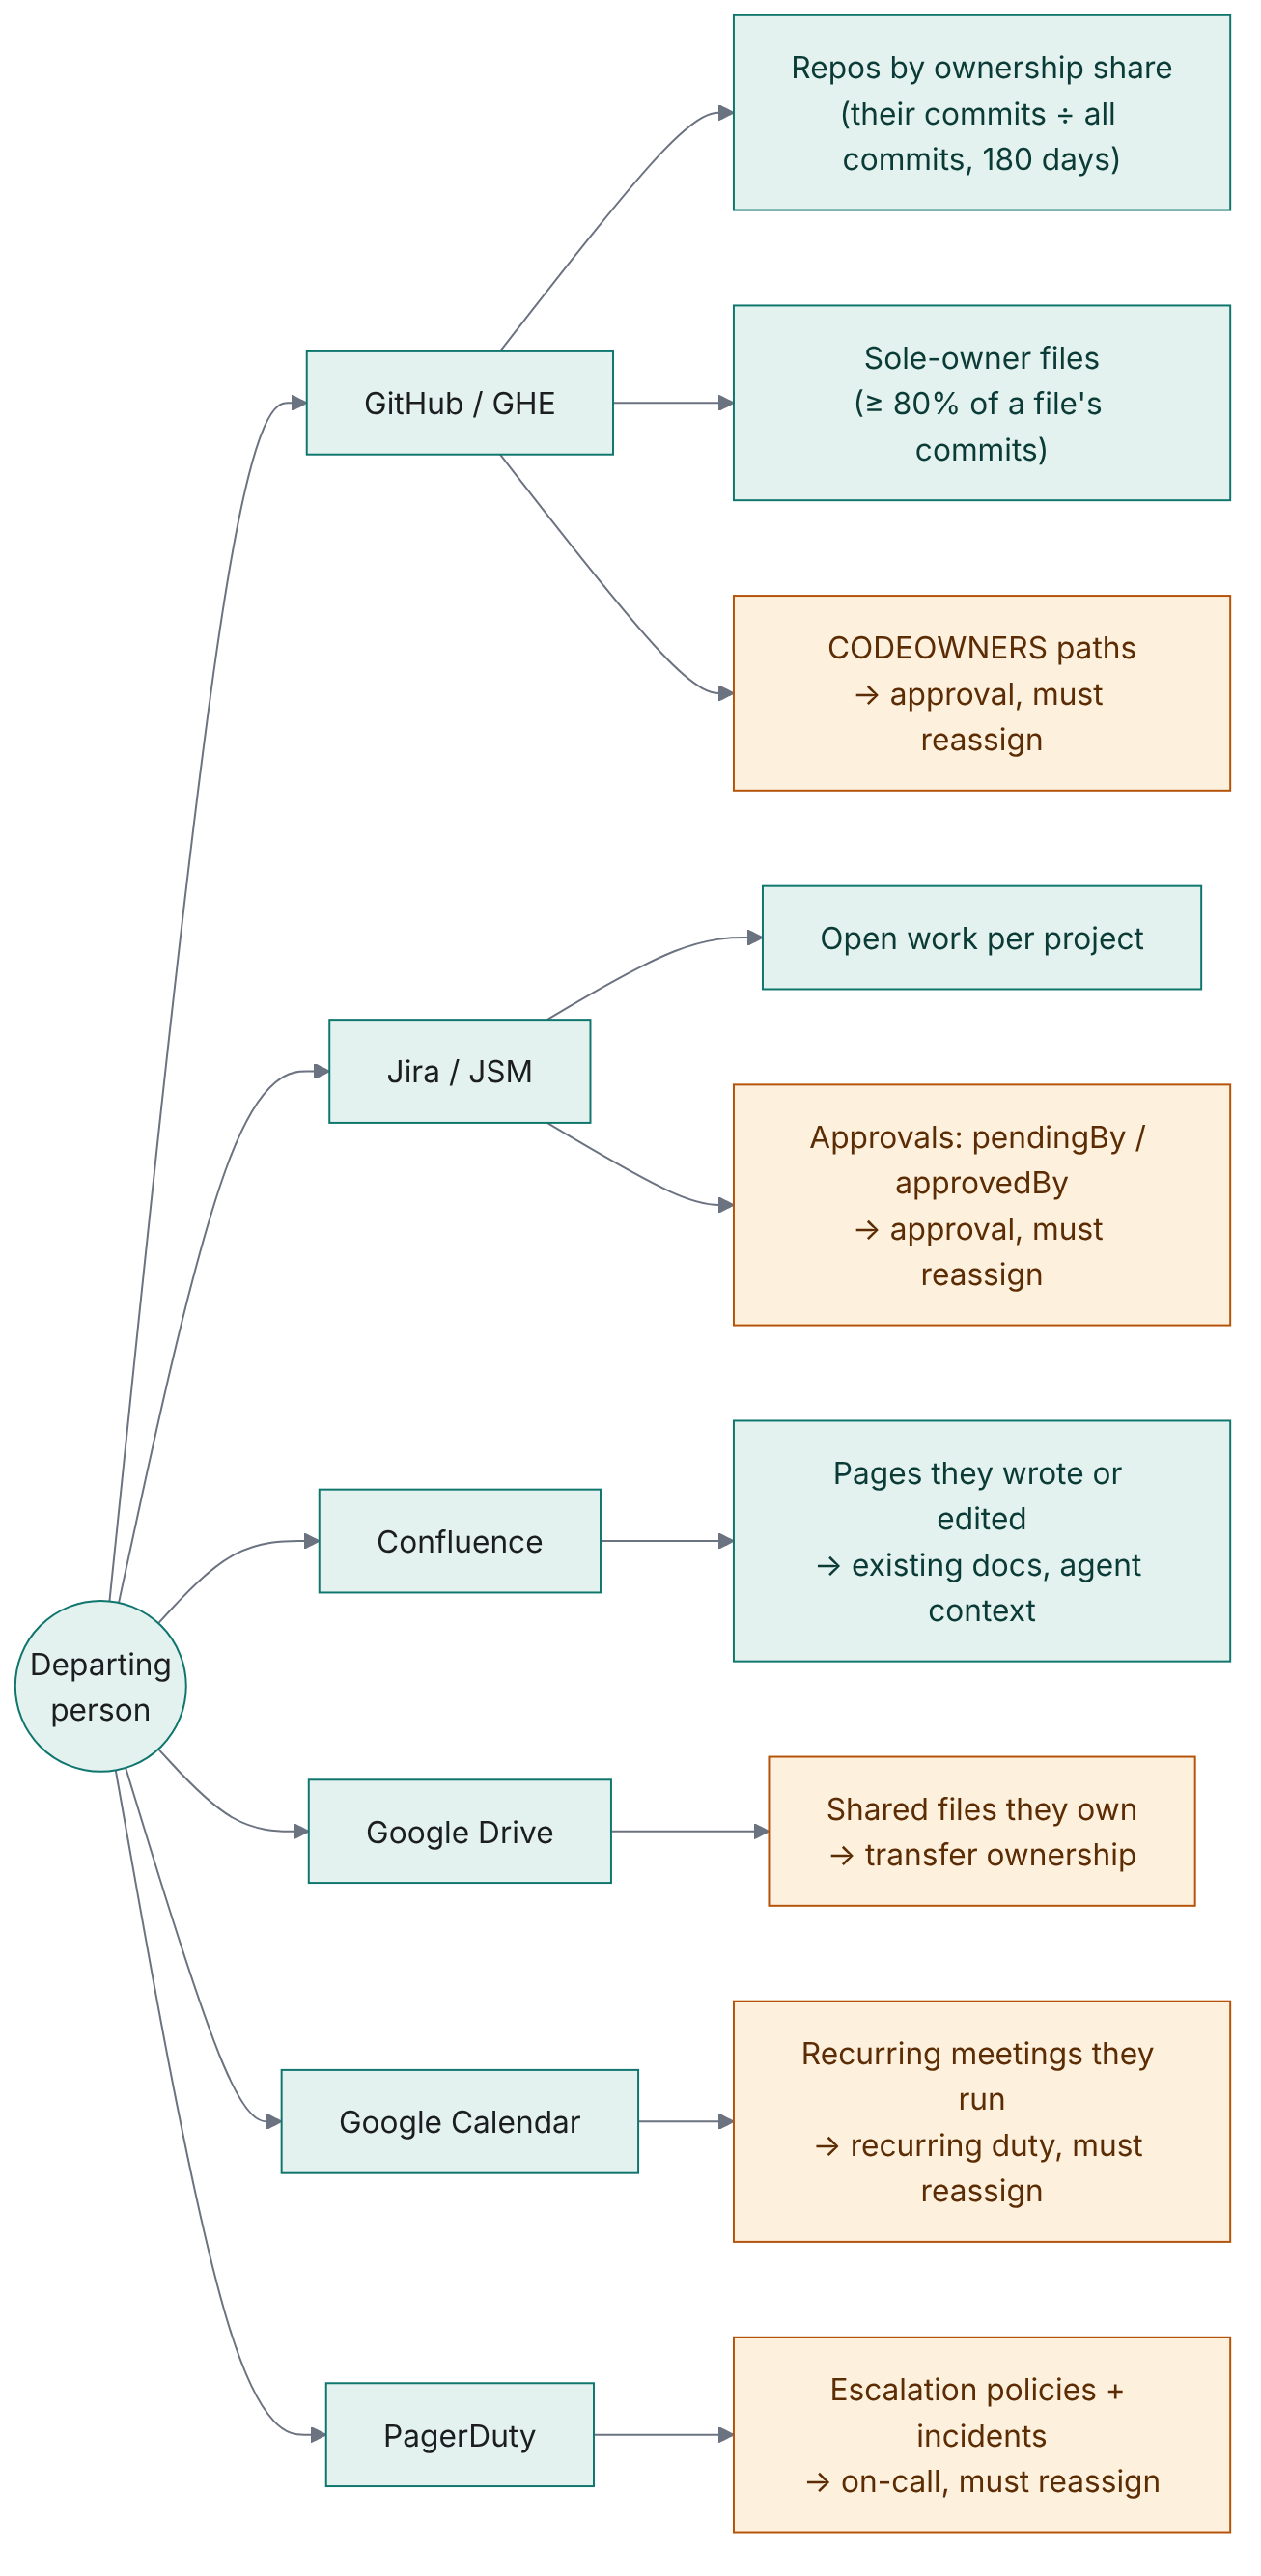 Repos by ownership share
(their commits ÷ all
commits, 180 days)
Sole-owner files
(≥ 80% of a file's
commits)
GitHub / GHE
CODEOWNERS paths
→ approval, must
reassign
Open work per project
Jira / JSM
Approvals: pendingBy /
approvedBy
→ approval, must
reassign
Pages they wrote or
edited
→ existing docs, agent
context
Confluence
Departing
person
Google Drive
Shared files they own
→ transfer ownership
Google Calendar
Recurring meetings they
run
→ recurring duty, must
reassign
PagerDuty
Escalation policies +
incidents
→ on-call, must reassign